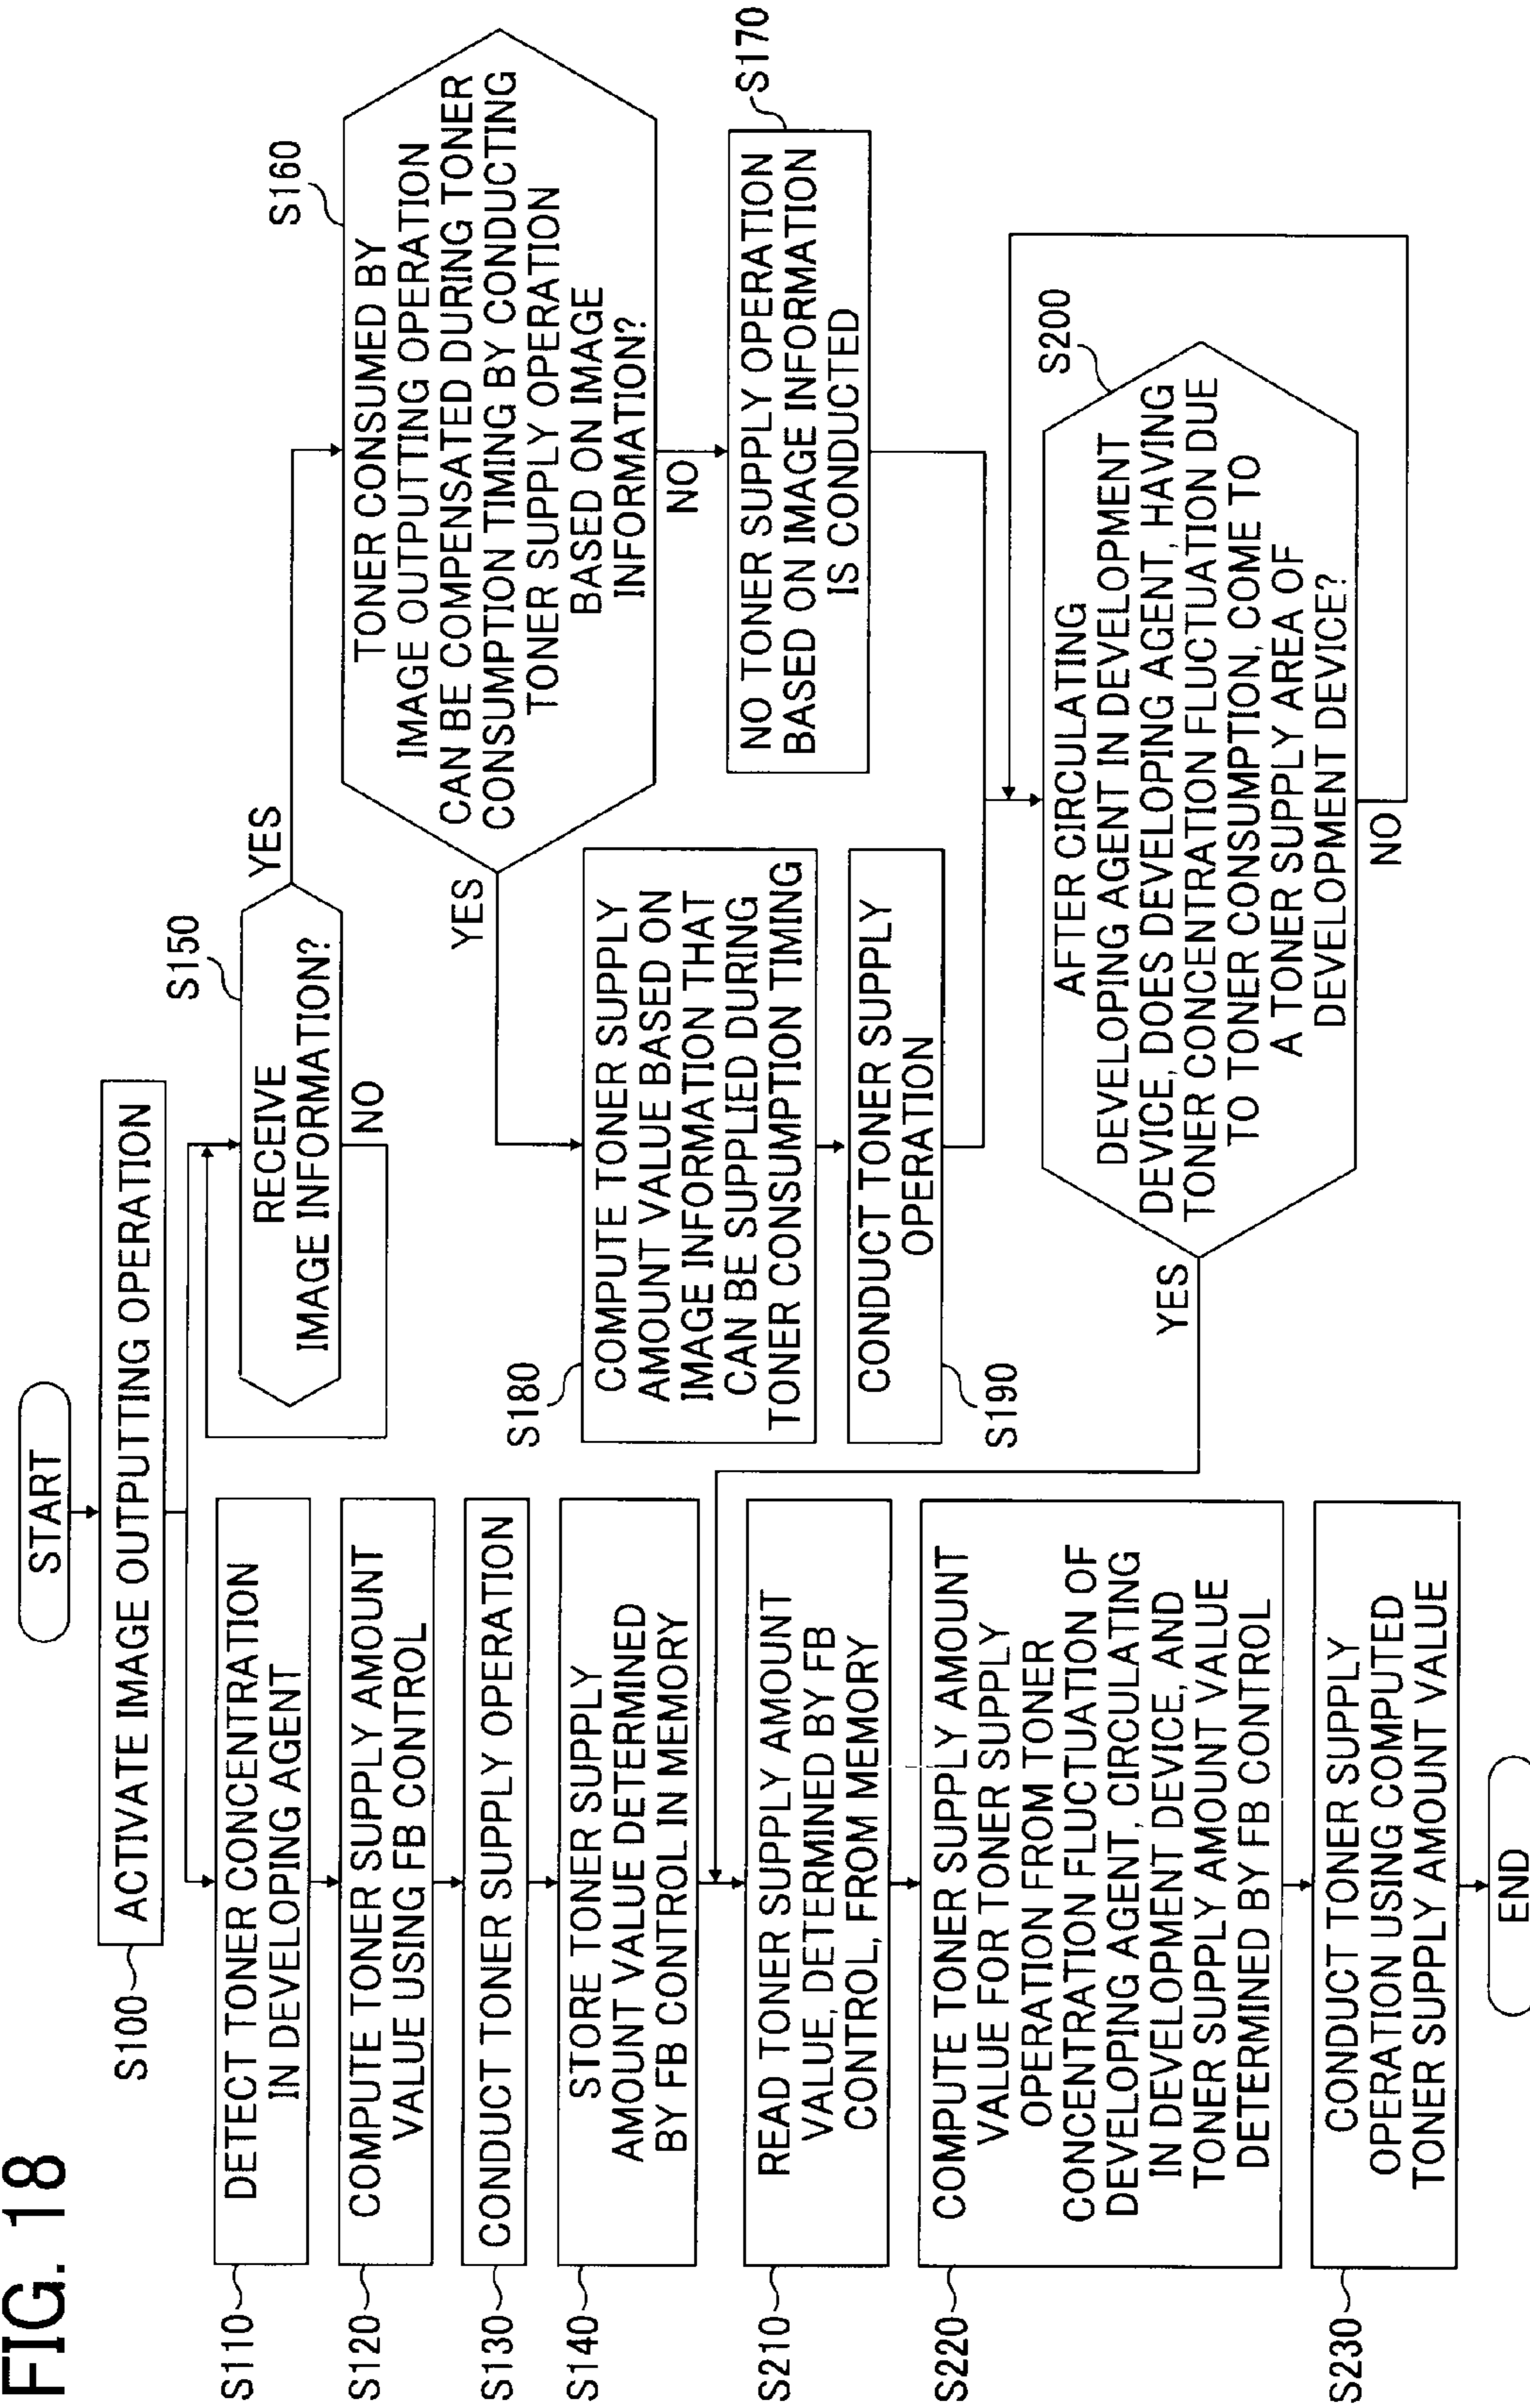 FIG. 18
START
S100
ACTIVATE IMAGE OUTPUTTING OPERATION
S110
DETECT TONER CONCENTRATION
IN DEVELOPING AGENT
S120
COMPUTE TONER SUPPLY AMOUNT
VALUE USING FB CONTROL
S130
CONDUCT TONER SUPPLY OPERATION
S140
STORE TONER SUPPLY
AMOUNT VALUE DETERMINED
BY FB CONTROL IN MEMORY
S150
RECEIVE
IMAGE INFORMATION?
YES
NO
S160
TONER CONSUMED BY
IMAGE OUTPUTTING OPERATION
CAN BE COMPENSATED DURING TONER
CONSUMPTION TIMING BY CONDUCTING
TONER SUPPLY OPERATION
BASED ON IMAGE
INFORMATION?
YES
NO
S170
NO TONER SUPPLY OPERATION
BASED ON IMAGE INFORMATION
IS CONDUCTED
S180
COMPUTE TONER SUPPLY
AMOUNT VALUE BASED ON
IMAGE INFORMATION THAT
CAN BE SUPPLIED DURING
TONER CONSUMPTION TIMING
S190
CONDUCT TONER SUPPLY
OPERATION
S200
AFTER CIRCULATING
DEVELOPING AGENT IN DEVELOPMENT
DEVICE, DOES DEVELOPING AGENT, HAVING
TONER CONCENTRATION FLUCTUATION DUE
TO TONER CONSUMPTION, COME TO
A TONER SUPPLY AREA OF
DEVELOPMENT DEVICE?
YES
NO
S210
READ TONER SUPPLY AMOUNT
VALUE, DETERMINED BY FB
CONTROL, FROM MEMORY
S220
COMPUTE TONER SUPPLY AMOUNT
VALUE FOR TONER SUPPLY
OPERATION FROM TONER
CONCENTRATION FLUCTUATION OF
DEVELOPING AGENT, CIRCULATING
IN DEVELOPMENT DEVICE, AND
TONER SUPPLY AMOUNT VALUE
DETERMINED BY FB CONTROL
S230
CONDUCT TONER SUPPLY
OPERATION USING COMPUTED
TONER SUPPLY AMOUNT VALUE
END